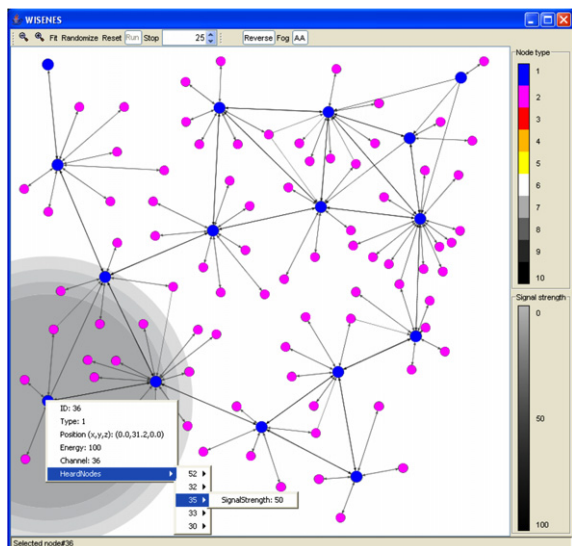 WISENES
Fit Randomize Reset Run Stop 25 Reverse Fog AA
Node type
1
2
3
4
5
6
7
8
9
10
Signal strength
0
50
100
ID: 36
Type: 1
Position (x,y,z): (0.0,31.2,0.0)
Energy: 100
Channel: 36
HeardNodes
52
32
35 SignalStrength: 50
33
30
Selected node#36